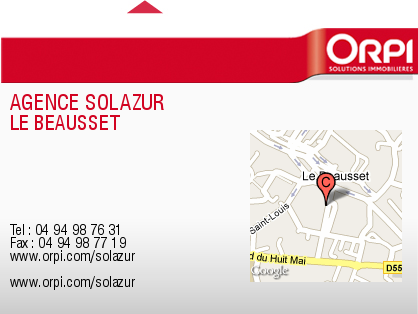 ORPI
SOLUTIONS IMMOBILIÈRES
AGENCE SOLAZUR
LE BEAUSSET
Le Beausset
C
Saint-Louis
d du Huit Mai
D55
Google
Tel : 04 94 98 76 31
Fax : 04 94 98 77 19
www.orpi.com/solazur
www.orpi.com/solazur